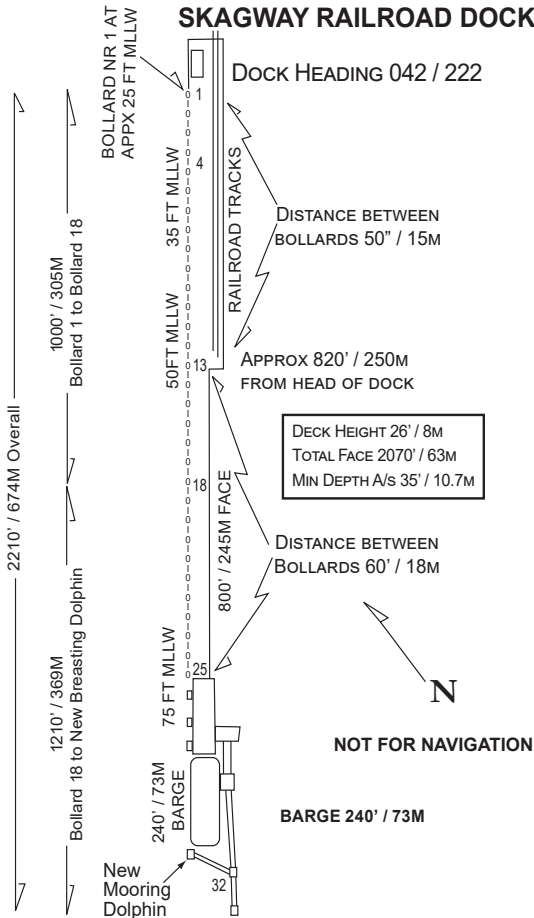 SKAGWAY RAILROAD DOCK
BOLLARD NR 1 AT
APPX 25 FT MLLW
DOCK HEADING 042 / 222
1
4
35 FT MLLW
RAILROAD TRACKS
DISTANCE BETWEEN
BOLLARDS 50” / 15M
1000’ / 305M
Bollard 1 to Bollard 18
50FT MLLW
13
APPROX 820’ / 250M
FROM HEAD OF DOCK
DECK HEIGHT 26’ / 8M
TOTAL FACE 2070’ / 63M
MIN DEPTH A/S 35’ / 10.7M
18
2210’ / 674M Overall
800’ / 245M FACE
DISTANCE BETWEEN
BOLLARDS 60’ / 18M
1210’ / 369M
Bollard 18 to New Breasting Dolphin
75 FT MLLW
25
N
NOT FOR NAVIGATION
240’ / 73M
BARGE
BARGE 240’ / 73M
New
Mooring
Dolphin
32